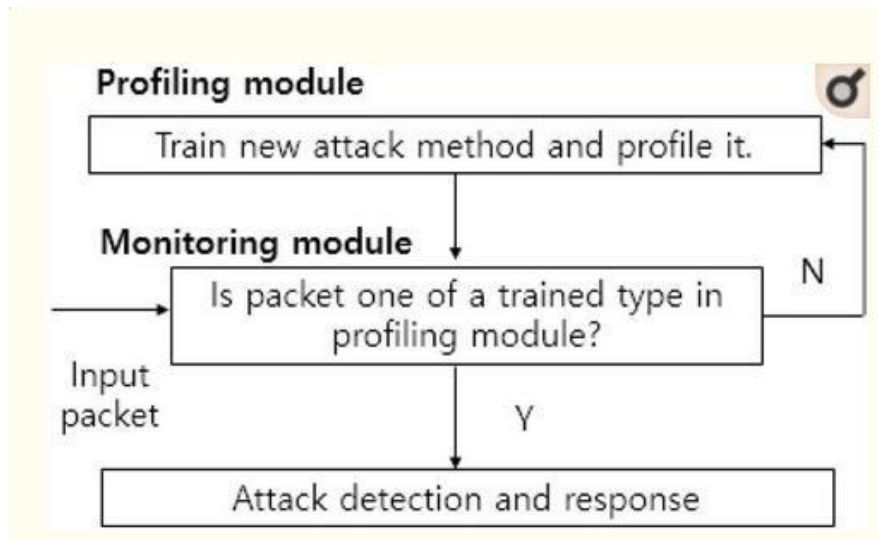 Profiling module
Train new attack method and profile it.
Monitoring module
N
Is packet one of a trained type in
profiling module?
Input
packet
Y
Attack detection and response